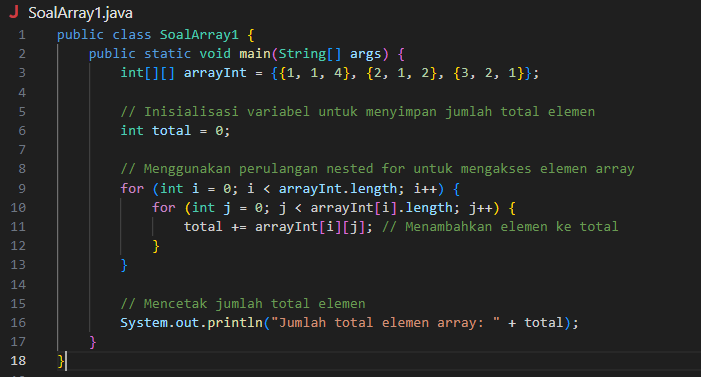 J SoalArray1.java
1 public class SoalArray1 {
2 public static void main(String[] args) {
3 int[][] arrayInt = {{1, 1, 4}, {2, 1, 2}, {3, 2, 1}};
4
5 // Inisialisasi variabel untuk menyimpan jumlah total elemen
6 int total = 0;
7
8 // Menggunakan perulangan nested for untuk mengakses elemen array
9 for (int i = 0; i < arrayInt.length; i++) {
10 for (int j = 0; j < arrayInt[i].length; j++) {
11 total += arrayInt[i][j]; // Menambahkan elemen ke total
12 }
13 }
14
15 // Mencetak jumlah total elemen
16 System.out.println("Jumlah total elemen array: " + total);
17 }
18 }